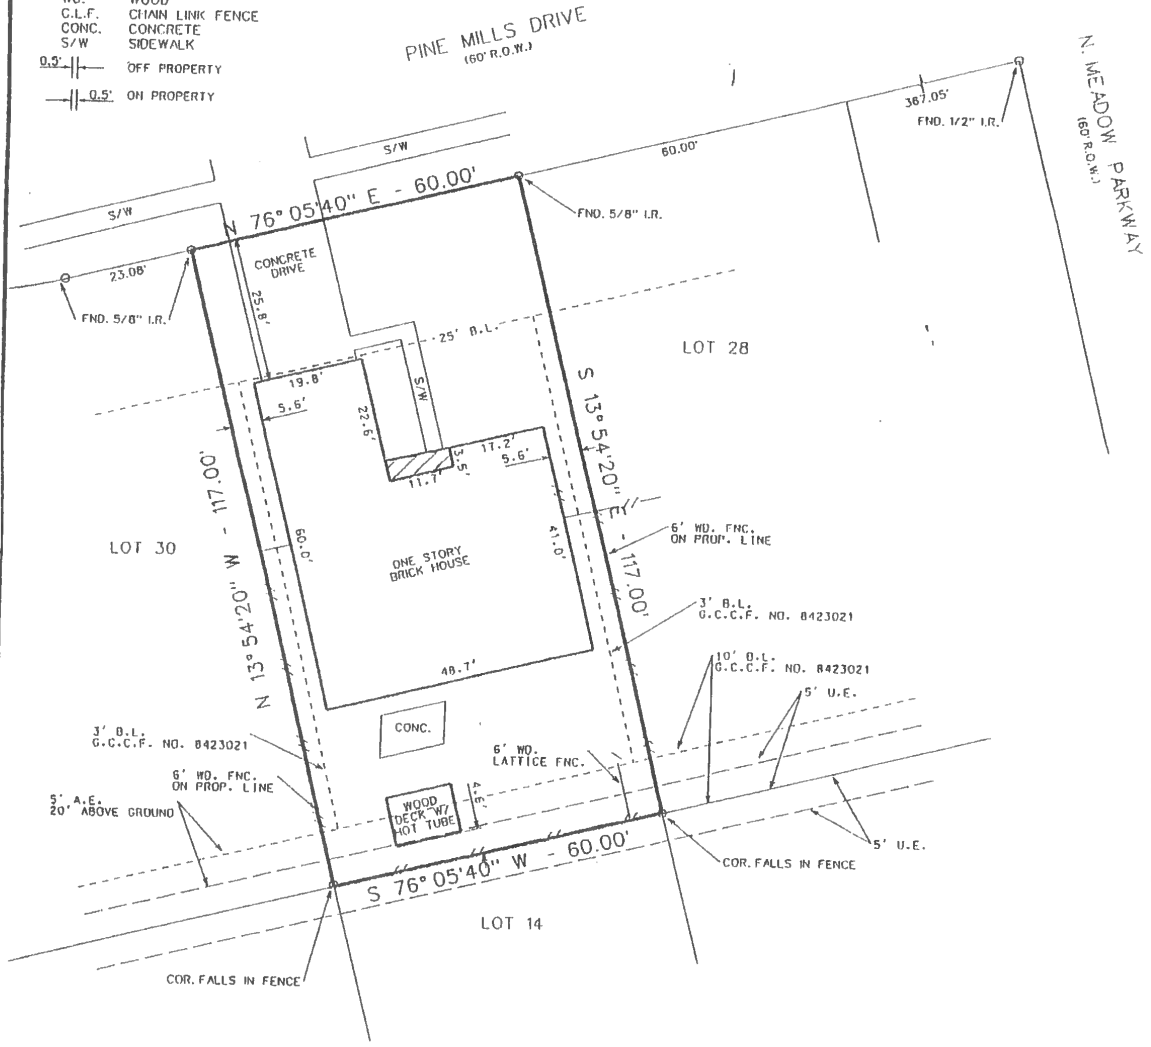 WOOD
C.L.F. CHAIN LINK FENCE
CONC. CONCRETE
S/W SIDEWALK
0.5' OFF PROPERTY
0.5' ON PROPERTY
PINE MILLS DRIVE
(60' R.O.W.)
N. MEADOW PARKWAY
(60' R.O.W.)
367.05'
FND. 1/2" I.R.
60.00'
S/W
S/W
N 76° 05'40" E - 60.00'
FND. 5/8" I.R.
23.08'
FND. 5/8" I.R.
CONCRETE
DRIVE
25.8'
25' B.L.
LOT 28
19.8'
5.6'
S/W
22.6'
17.2'
3.5'
5.6'
11.7'
S 13° 54'20" E - 117.00'
N 13° 54'20" W - 117.00'
LOT 30
60.0'
41.0'
ONE STORY
BRICK HOUSE
6' WD. FNC.
ON PROP. LINE
3' B.L.
G.C.C.F. NO. 8423021
10' B.L.
G.C.C.F. NO. 8423021
5' U.E.
48.7'
CONC.
3' B.L.
G.C.C.F. NO. 8423021
6' WD.
LATTICE FNC.
6' WD. FNC.
ON PROP. LINE
5' A.E.
20' ABOVE GROUND
WOOD
DECK W/
HOT TUBE
4.6'
5' U.E.
COR. FALLS IN FENCE
S 76° 05'40" W - 60.00'
LOT 14
COR. FALLS IN FENCE